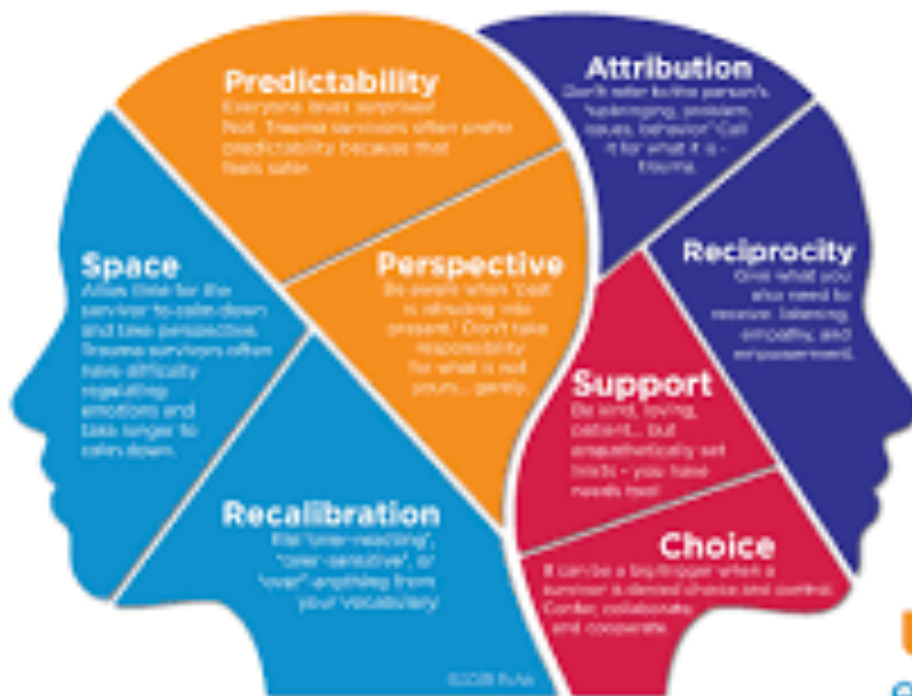 Predictability
Everyone loves surprises!
Not. Trauma survivors often prefer
predictability because that
feels safer.
Attribution
Don't refer to the person's
"upbringing, problem,
issues, behavior." Call
it for what it is -
trauma.
Space
Allow time for the
survivor to calm down
and take perspective.
Trauma survivors often
have difficulty
regulating
emotions and
take longer to
calm down.
Perspective
Be aware when 'past
is intruding into
present.' Don't take
responsibility
for what is not
yours... gently.
Reciprocity
Give what you
also need to
receive: listening,
empathy, and
empowerment.
Support
Be kind, loving,
patient... but
empathetically set
limits - you have
needs too!
Recalibration
"over-reacting",
"over-sensitive", or
"over"-anything from
your vocabulary
Choice
It can be a big trigger when a
survivor is denied choice and control.
Confer, collaborate
and cooperate.